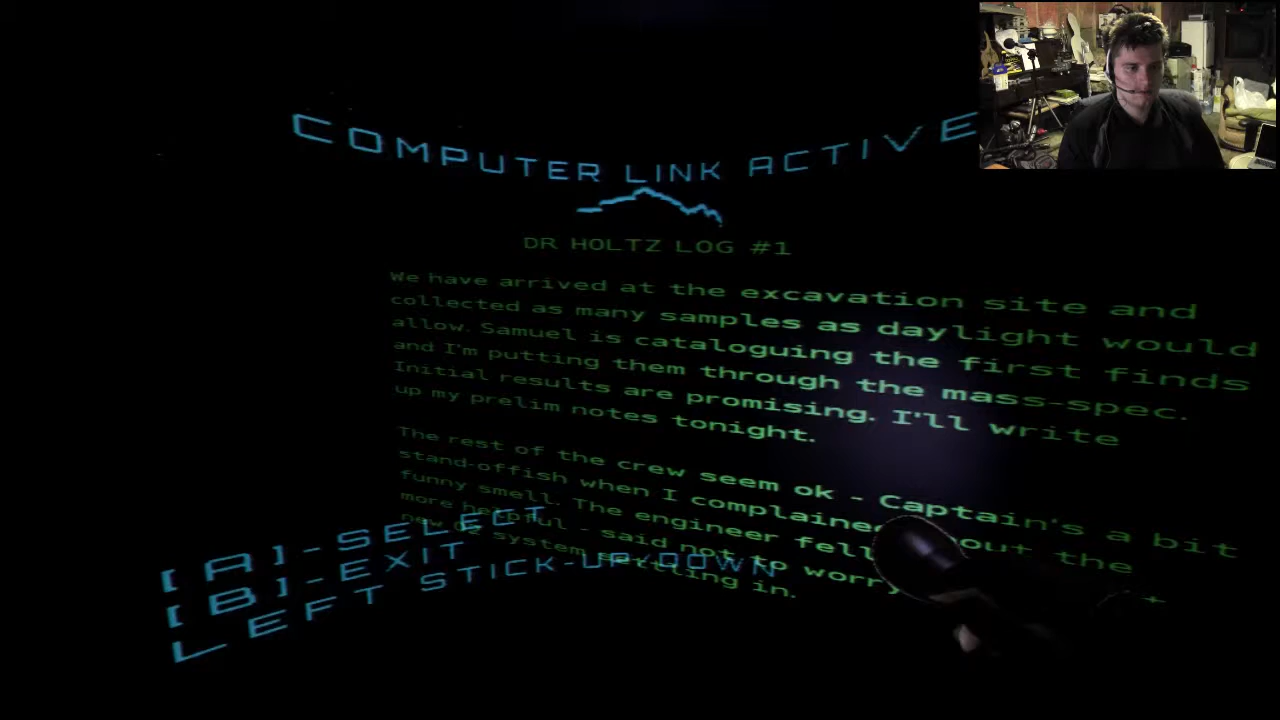 COMPUTER LINK ACTIVE
DR HOLTZ LOG #1
We have arrived at the excavation site and
collected as many samples as daylight would
allow. Samuel is cataloguing the first finds
and I'm putting them through the mass-spec.
Initial results are promising. I'll write
up my prelim notes tonight.
The rest of the crew seem ok - Captain's a bit
stand-offish when I complained about the
funny smell. The engineer fell
more helpful - said not to worry
new system settling in.
[A]-SELECT
[B]-EXIT
LEFT STICK-UP/DOWN